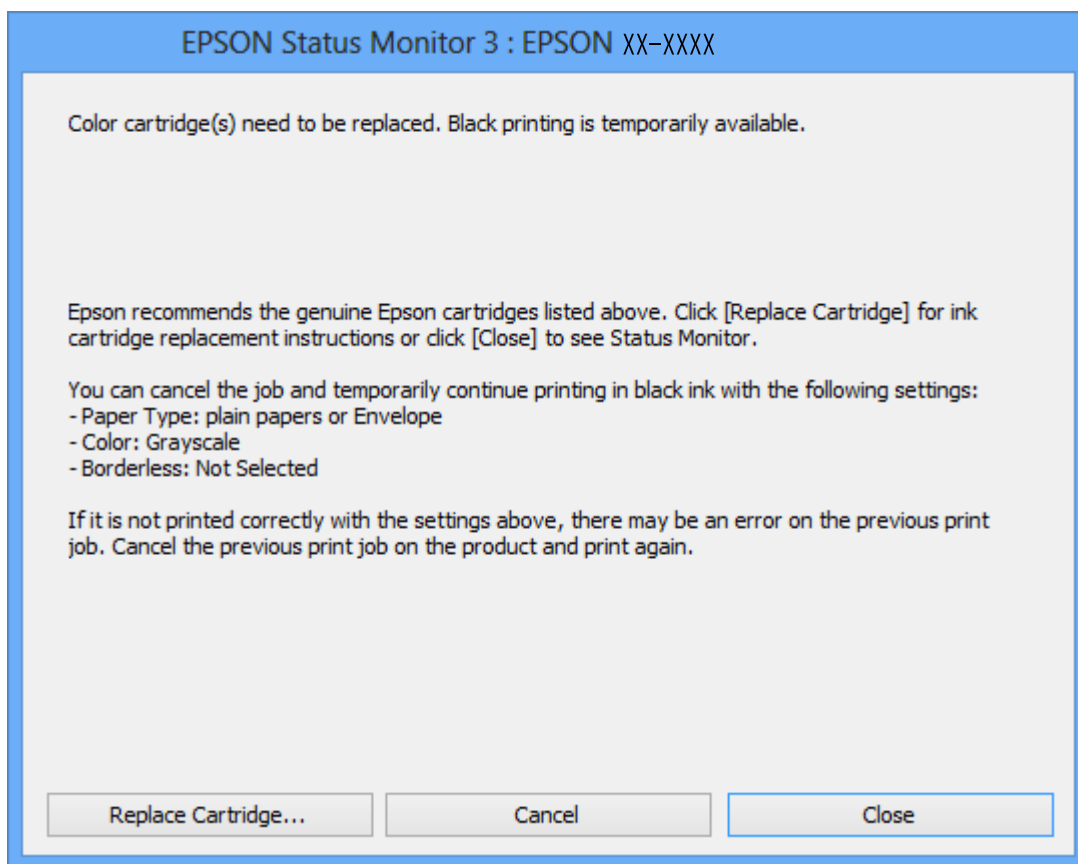 EPSON Status Monitor 3 : EPSON XX-XXXX
Color cartridge(s) need to be replaced. Black printing is temporarily available.
Epson recommends the genuine Epson cartridges listed above. Click [Replace Cartridge] for ink
cartridge replacement instructions or click [Close] to see Status Monitor.
You can cancel the job and temporarily continue printing in black ink with the following settings:
- Paper Type: plain papers or Envelope
- Color: Grayscale
- Borderless: Not Selected
If it is not printed correctly with the settings above, there may be an error on the previous print
job. Cancel the previous print job on the product and print again.
Replace Cartridge... Cancel Close